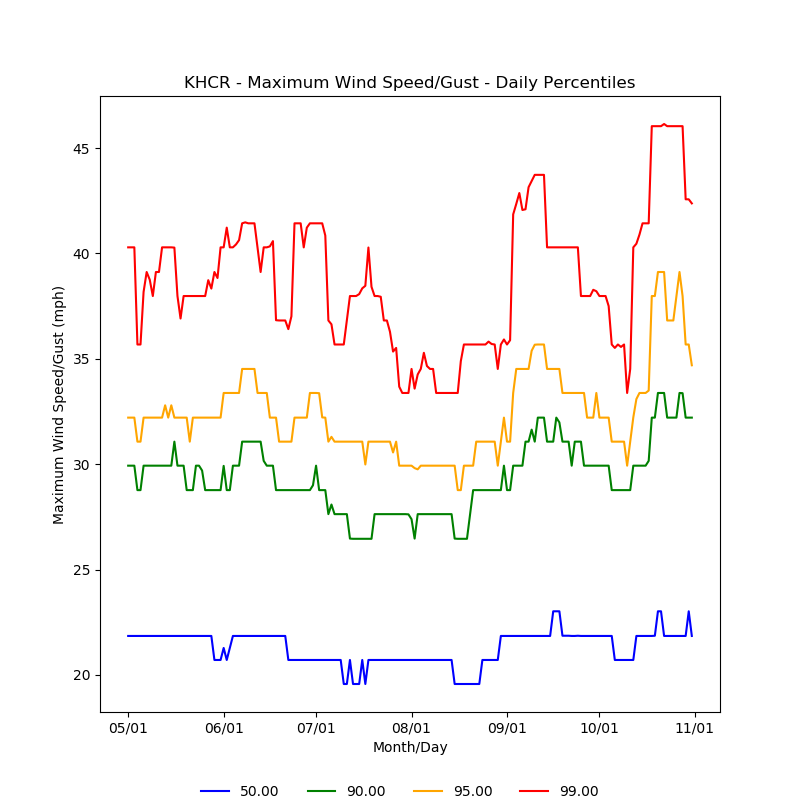 KHCR - Maximum Wind Speed/Gust - Daily Percentiles
45
40
35
30
25
20
Maximum Wind Speed/Gust (mph)
05/01 06/01 07/01 08/01 09/01 10/01 11/01
Month/Day
50.00 90.00 95.00 99.00